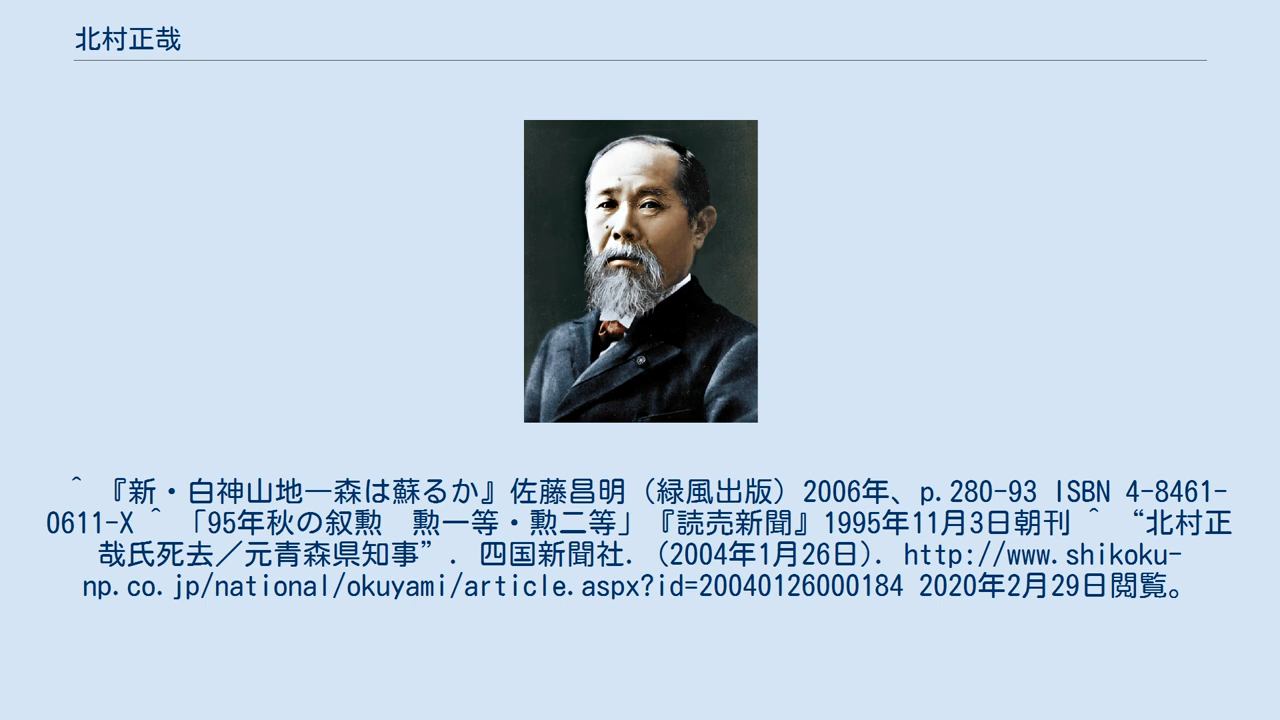 北村正哉
^ 『新・白神山地―森は蘇るか』佐藤昌明（緑風出版）2006年、p.280-93 ISBN 4-8461-
0611-X ^ 「95年秋の叙勲　勲一等・勲二等」『読売新聞』1995年11月3日朝刊 ^ “北村正
哉氏死去／元青森県知事”. 四国新聞社. （2004年1月26日）. http://www.shikoku-
np.co.jp/national/okuyami/article.aspx?id=20040126000184 2020年2月29日閲覧。